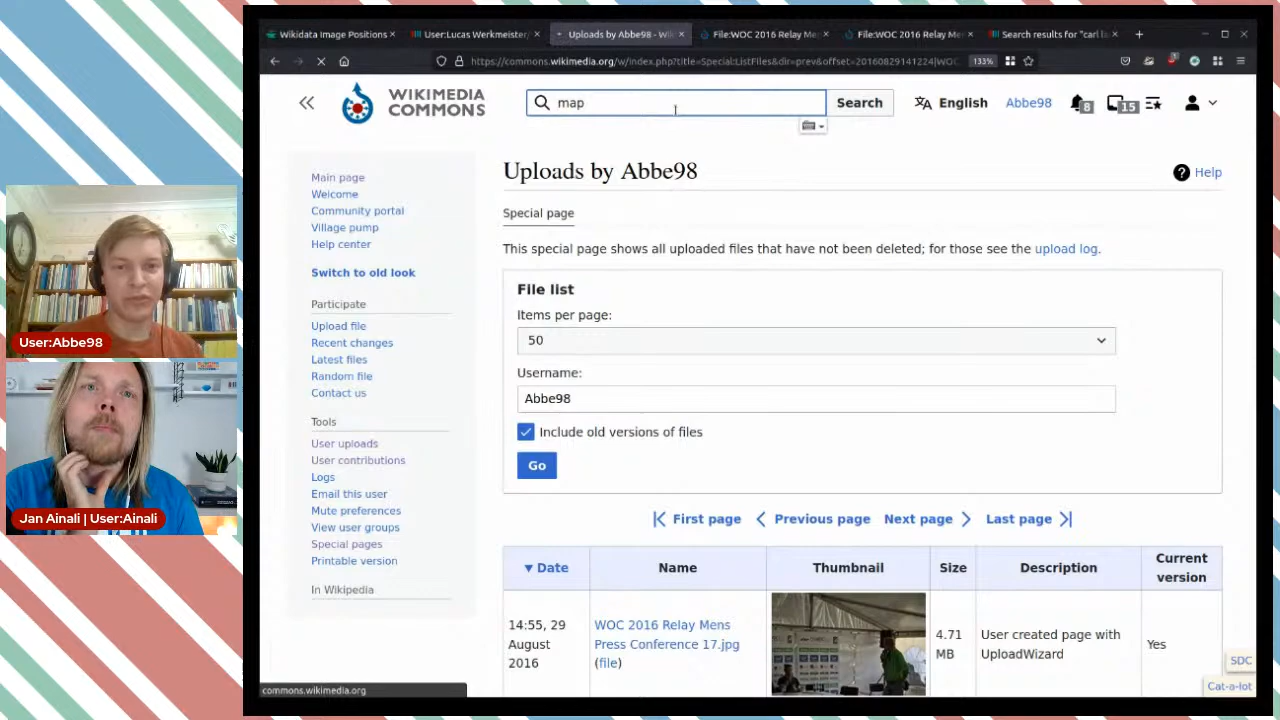 Wikidata Image Positions
User:Lucas Werkmeister/
Uploads by Abbe98 - Wi
File:WOC 2016 Relay Me
File:WOC 2016 Relay Me
Search results for "carl la
https://commons.wikimedia.org/w/index.php?title=Special:ListFiles&dir=prev&offset=20160829141224|WOC
133%
WIKIMEDIA
COMMONS
map
Search
English
Abbe98
8
15
Main page
Welcome
Community portal
Village pump
Help center
Switch to old look
Participate
Upload file
Recent changes
Latest files
Random file
Contact us
Tools
User uploads
User contributions
Logs
Email this user
Mute preferences
View user groups
Special pages
Printable version
In Wikipedia
Uploads by Abbe98
Help
Special page
This special page shows all uploaded files that have not been deleted; for those see the upload log.
File list
Items per page:
50
Username:
Abbe98
Include old versions of files
Go
First page
Previous page
Next page
Last page
▼ Date
Name
Thumbnail
Size
Description
Current
version
14:55, 29
August
2016
WOC 2016 Relay Mens
Press Conference 17.jpg
(file)
4.71
MB
User created page with
UploadWizard
Yes
SDC
Cat-a-lot
commons.wikimedia.org
User:Abbe98
Jan Ainali | User:Ainali